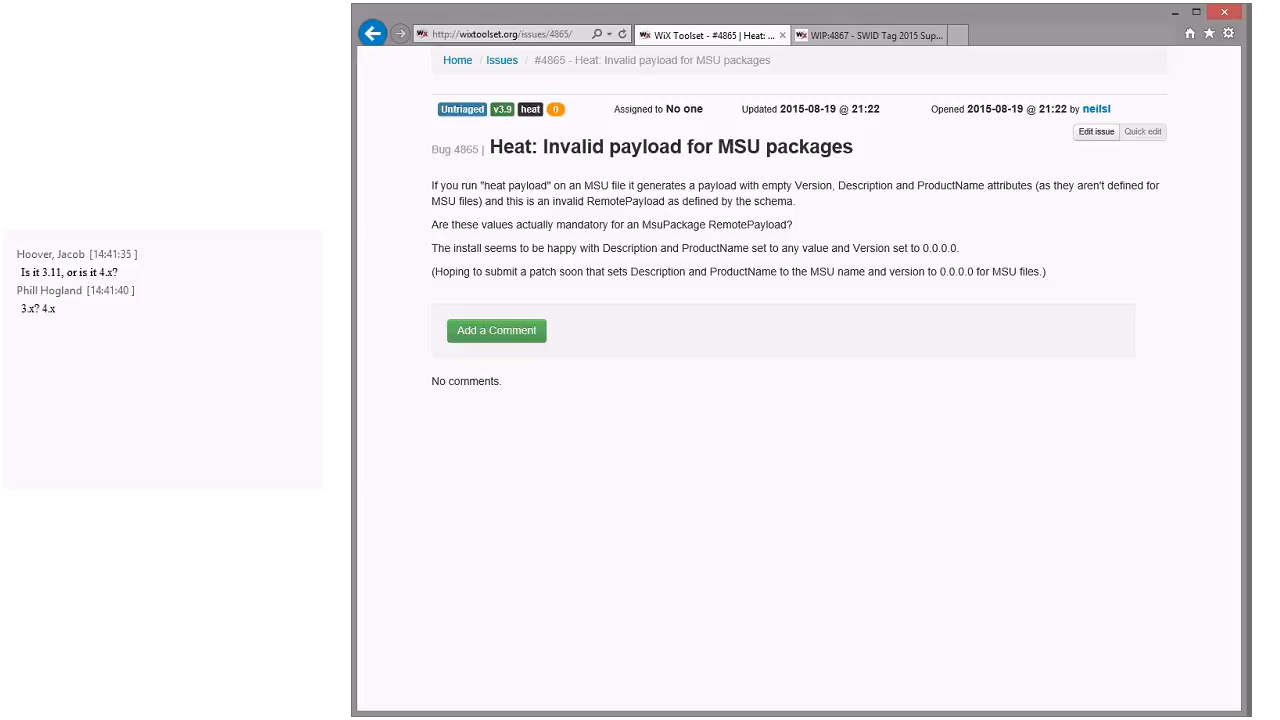 Hoover, Jacob [14:41:35 ]
Is it 3.11, or is it 4.x?
Phill Hogland [14:41:40 ]
3.x? 4.x
http://wixtoolset.org/issues/4865/
WiX Toolset - #4865 | Heat: ...
WIP:4867 - SWID Tag 2015 Sup...
Home / Issues / #4865 - Heat: Invalid payload for MSU packages
Untriaged v3.9 heat 0 Assigned to No one Updated 2015-08-19 @ 21:22 Opened 2015-08-19 @ 21:22 by neilsl
Edit issue Quick edit
Bug 4865 | Heat: Invalid payload for MSU packages
If you run "heat payload" on an MSU file it generates a payload with empty Version, Description and ProductName attributes (as they aren't defined for
MSU files) and this is an invalid RemotePayload as defined by the schema.
Are these values actually mandatory for an MsuPackage RemotePayload?
The install seems to be happy with Description and ProductName set to any value and Version set to 0.0.0.0.
(Hoping to submit a patch soon that sets Description and ProductName to the MSU name and version to 0.0.0.0 for MSU files.)
Add a Comment
No comments.